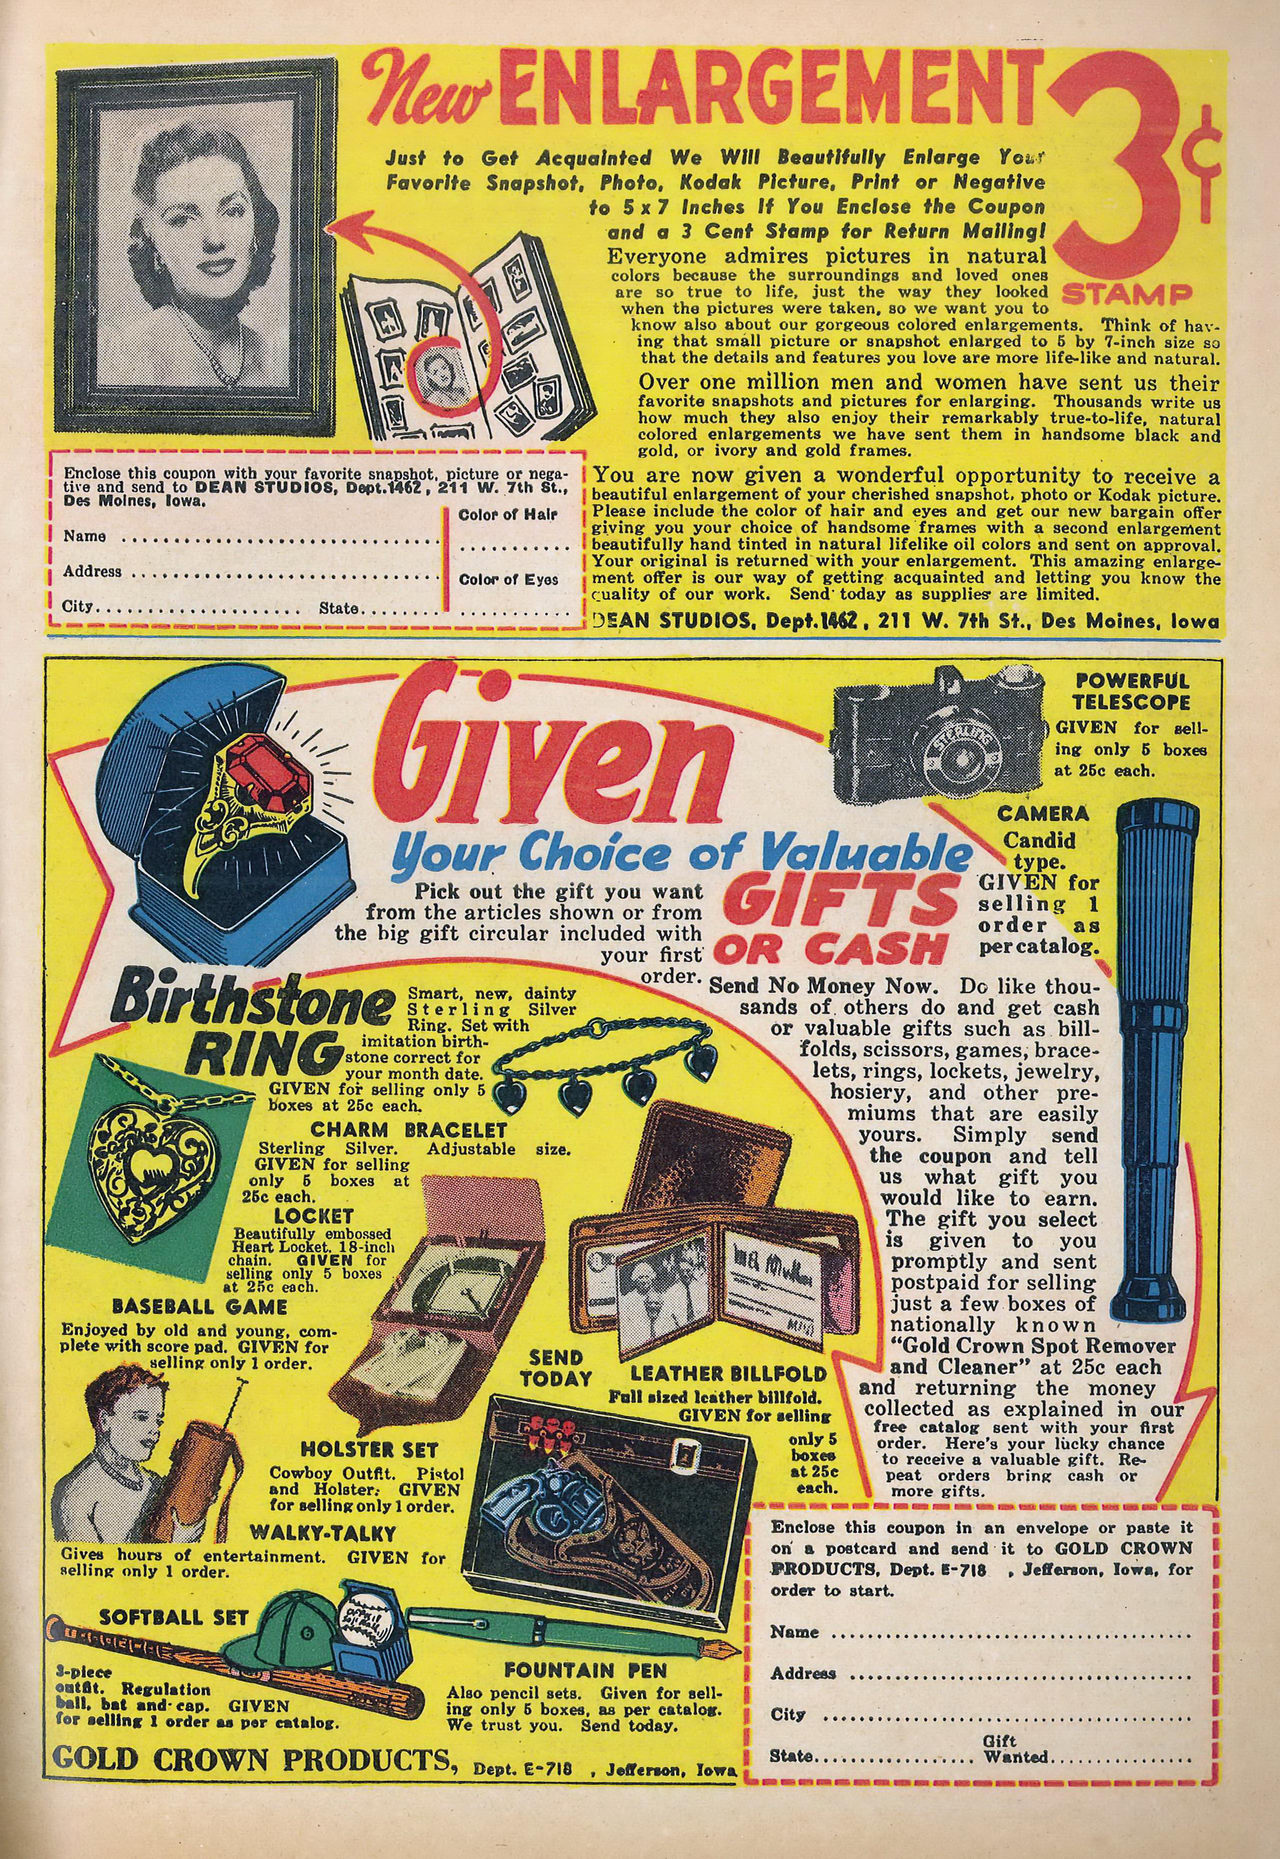 New ENLARGEMENT
3¢
STAMP
Just to Get Acquainted We Will Beautifully Enlarge Your
Favorite Snapshot, Photo, Kodak Picture, Print or Negative
to 5 x 7 Inches If You Enclose the Coupon
and a 3 Cent Stamp for Return Mailing!
Everyone admires pictures in natural
colors because the surroundings and loved ones
are so true to life, just the way they looked
when the pictures were taken, so we want you to
know also about our gorgeous colored enlargements. Think of hav-
ing that small picture or snapshot enlarged to 5 by 7-inch size so
that the details and features you love are more life-like and natural.
Over one million men and women have sent us their
favorite snapshots and pictures for enlarging. Thousands write us
how much they also enjoy their remarkably true-to-life, natural
colored enlargements we have sent them in handsome black and
gold, or ivory and gold frames.
You are now given a wonderful opportunity to receive a
beautiful enlargement of your cherished snapshot, photo or Kodak picture.
Please include the color of hair and eyes and get our new bargain offer
giving you your choice of handsome frames with a second enlargement
beautifully hand tinted in natural lifelike oil colors and sent on approval.
Your original is returned with your enlargement. This amazing enlarge-
ment offer is our way of getting acquainted and letting you know the
quality of our work. Send today as supplies are limited.
DEAN STUDIOS, Dept.1462, 211 W. 7th St., Des Moines, Iowa
Enclose this coupon with your favorite snapshot, picture or nega-
tive and send to DEAN STUDIOS, Dept.1462, 211 W. 7th St.,
Des Moines, Iowa.
Color of Hair
Name
Address
Color of Eyes
City State
Given
Your Choice of Valuable
GIFTS
OR CASH
Pick out the gift you want
from the articles shown or from
the big gift circular included with
your first
order.
STERLING
POWERFUL
TELESCOPE
GIVEN for sell-
ing only 5 boxes
at 25c each.
CAMERA
Candid
type.
GIVEN for
selling 1
order as
per catalog.
Send No Money Now. Do like thou-
sands of others do and get cash
or valuable gifts such as bill-
folds, scissors, games, brace-
lets, rings, lockets, jewelry,
hosiery, and other pre-
miums that are easily
yours. Simply send
the coupon and tell
us what gift you
would like to earn.
The gift you select
is given to you
promptly and sent
postpaid for selling
just a few boxes of
nationally known
"Gold Crown Spot Remover
and Cleaner" at 25c each
and returning the money
collected as explained in our
free catalog sent with your first
order. Here's your lucky chance
to receive a valuable gift. Re-
peat orders bring cash or
more gifts.
Birthstone
RING
Smart, new, dainty
Sterling Silver
Ring. Set with
imitation birth-
stone correct for
your month date.
GIVEN for selling only 5
boxes at 25c each.
CHARM BRACELET
Sterling Silver. Adjustable size.
GIVEN for selling
only 5 boxes at
25c each.
LOCKET
Beautifully embossed
Heart Locket, 18-inch
chain. GIVEN for
selling only 5 boxes
at 25c each.
BASEBALL GAME
Enjoyed by old and young, com-
plete with score pad. GIVEN for
selling only 1 order.
SEND
TODAY
LEATHER BILLFOLD
Full sized leather billfold.
GIVEN for selling
only 5
boxes
at 25c
each.
HOLSTER SET
Cowboy Outfit. Pistol
and Holster. GIVEN
for selling only 1 order.
WALKY-TALKY
Gives hours of entertainment. GIVEN for
selling only 1 order.
SOFTBALL SET
3-piece
outfit. Regulation
ball, bat and cap. GIVEN
for selling 1 order as per catalog.
FOUNTAIN PEN
Also pencil sets. Given for sell-
ing only 5 boxes, as per catalog.
We trust you. Send today.
GOLD CROWN PRODUCTS, Dept. E-718, Jefferson, Iowa
Enclose this coupon in an envelope or paste it
on a postcard and send it to GOLD CROWN
PRODUCTS, Dept. E-718, Jefferson, Iowa, for
order to start.
Name
Address
City
Gift
State Wanted